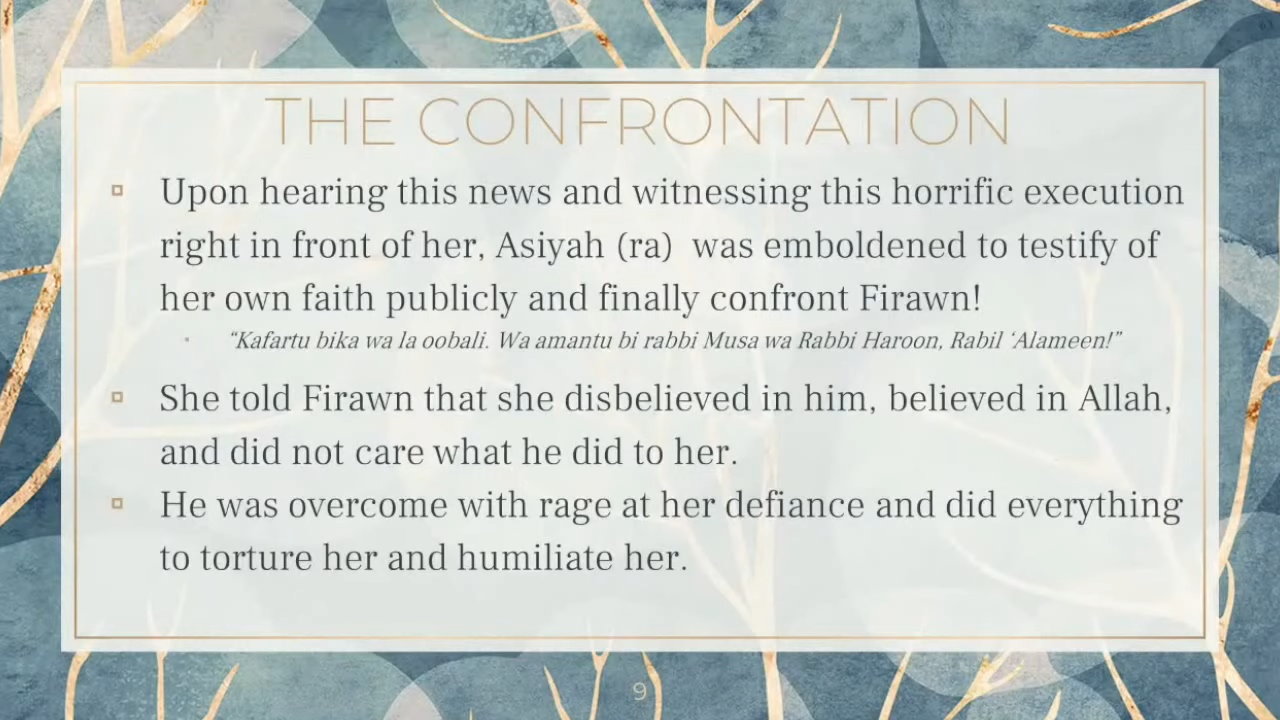 THE CONFRONTATION
Upon hearing this news and witnessing this horrific execution
right in front of her, Asiyah (ra) was emboldened to testify of
her own faith publicly and finally confront Firawn!
“Kafartu bika wa la oobali. Wa amantu bi rabbi Musa wa Rabbi Haroon, Rabil ‘Alameen!”
She told Firawn that she disbelieved in him, believed in Allah,
and did not care what he did to her.
He was overcome with rage at her defiance and did everything
to torture her and humiliate her.
9